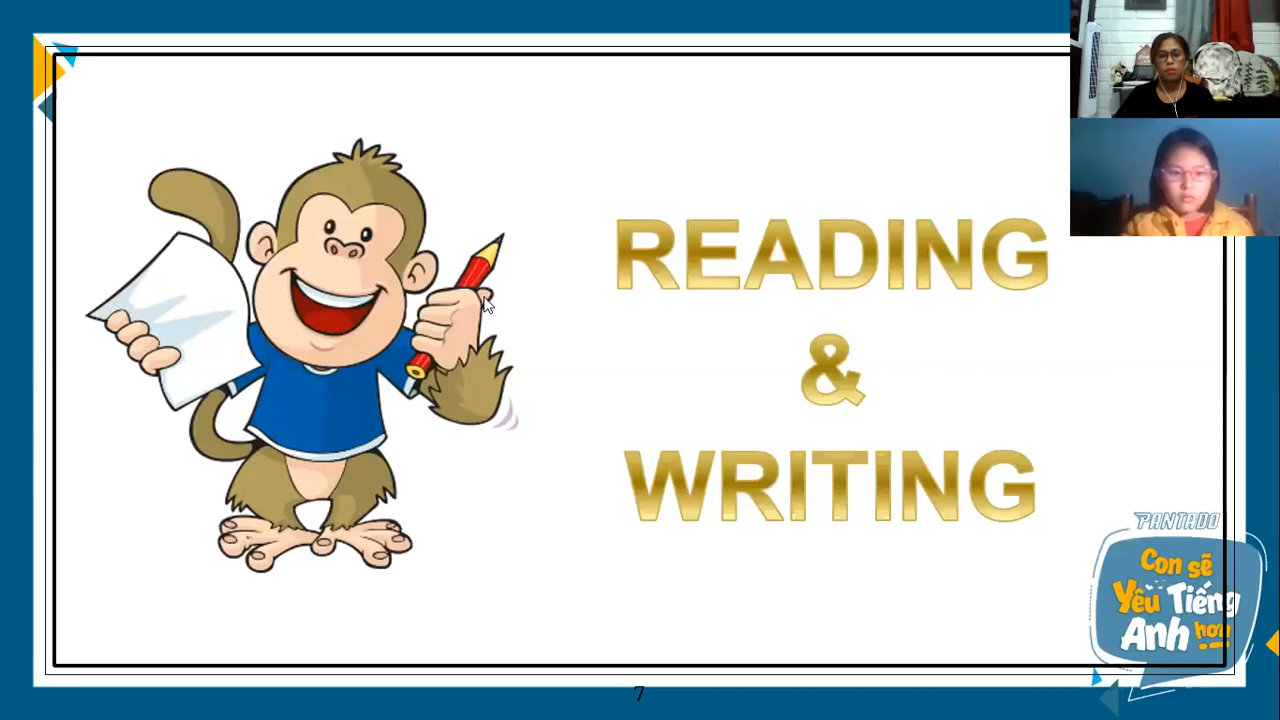 READING
&
WRITING
PANTADO
Con sẽ
Yêu Tiếng
Anh hơn
7